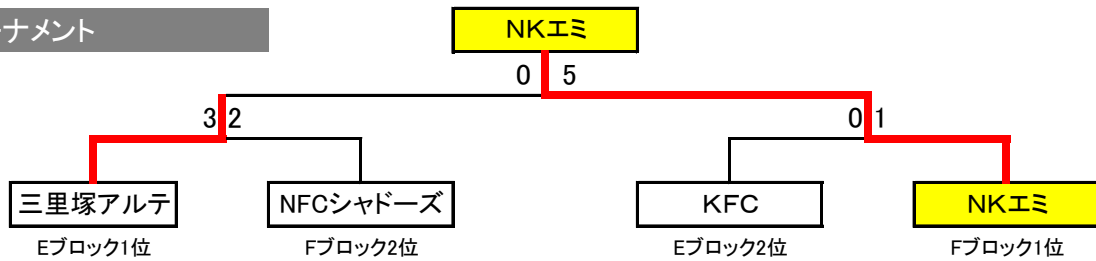 ナメント
NKエミ
0 5
3 2
0 1
三里塚アルテ
NFCシャドーズ
KFC
NKエミ
Eブロック1位
Fブロック2位
Eブロック2位
Fブロック1位